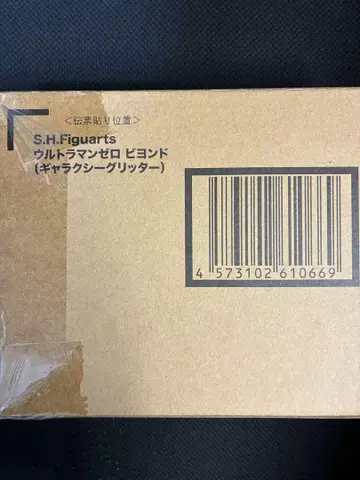 ＜伝票貼り位置＞
S.H.Figuarts
ウルトラマンゼロ ビヨンド
(ギャラクシーグリッター)
4 573102 610669